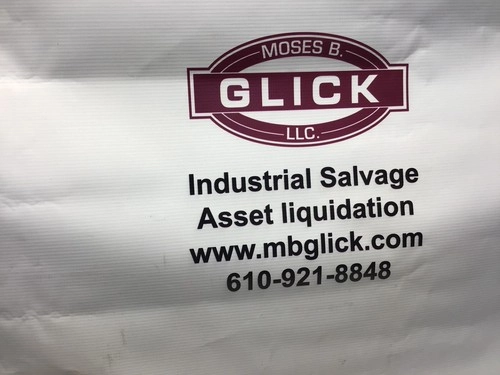 MOSES B.
GLICK
LLC.
Industrial Salvage
Asset liquidation
www.mbglick.com
610-921-8848